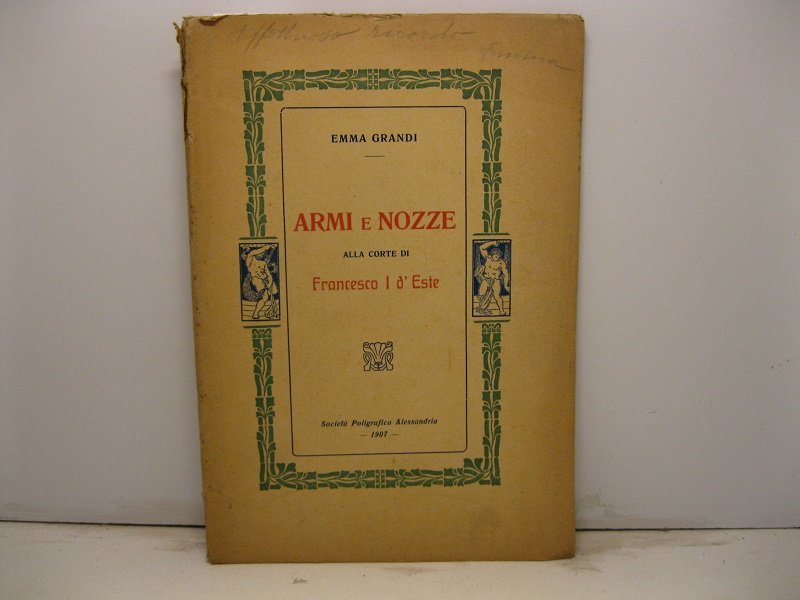 affettuoso ricordo
Emma
EMMA GRANDI
ARMI E NOZZE
ALLA CORTE DI
Francesco I d' Este
Società Poligrafica Alessandria
— 1907 —